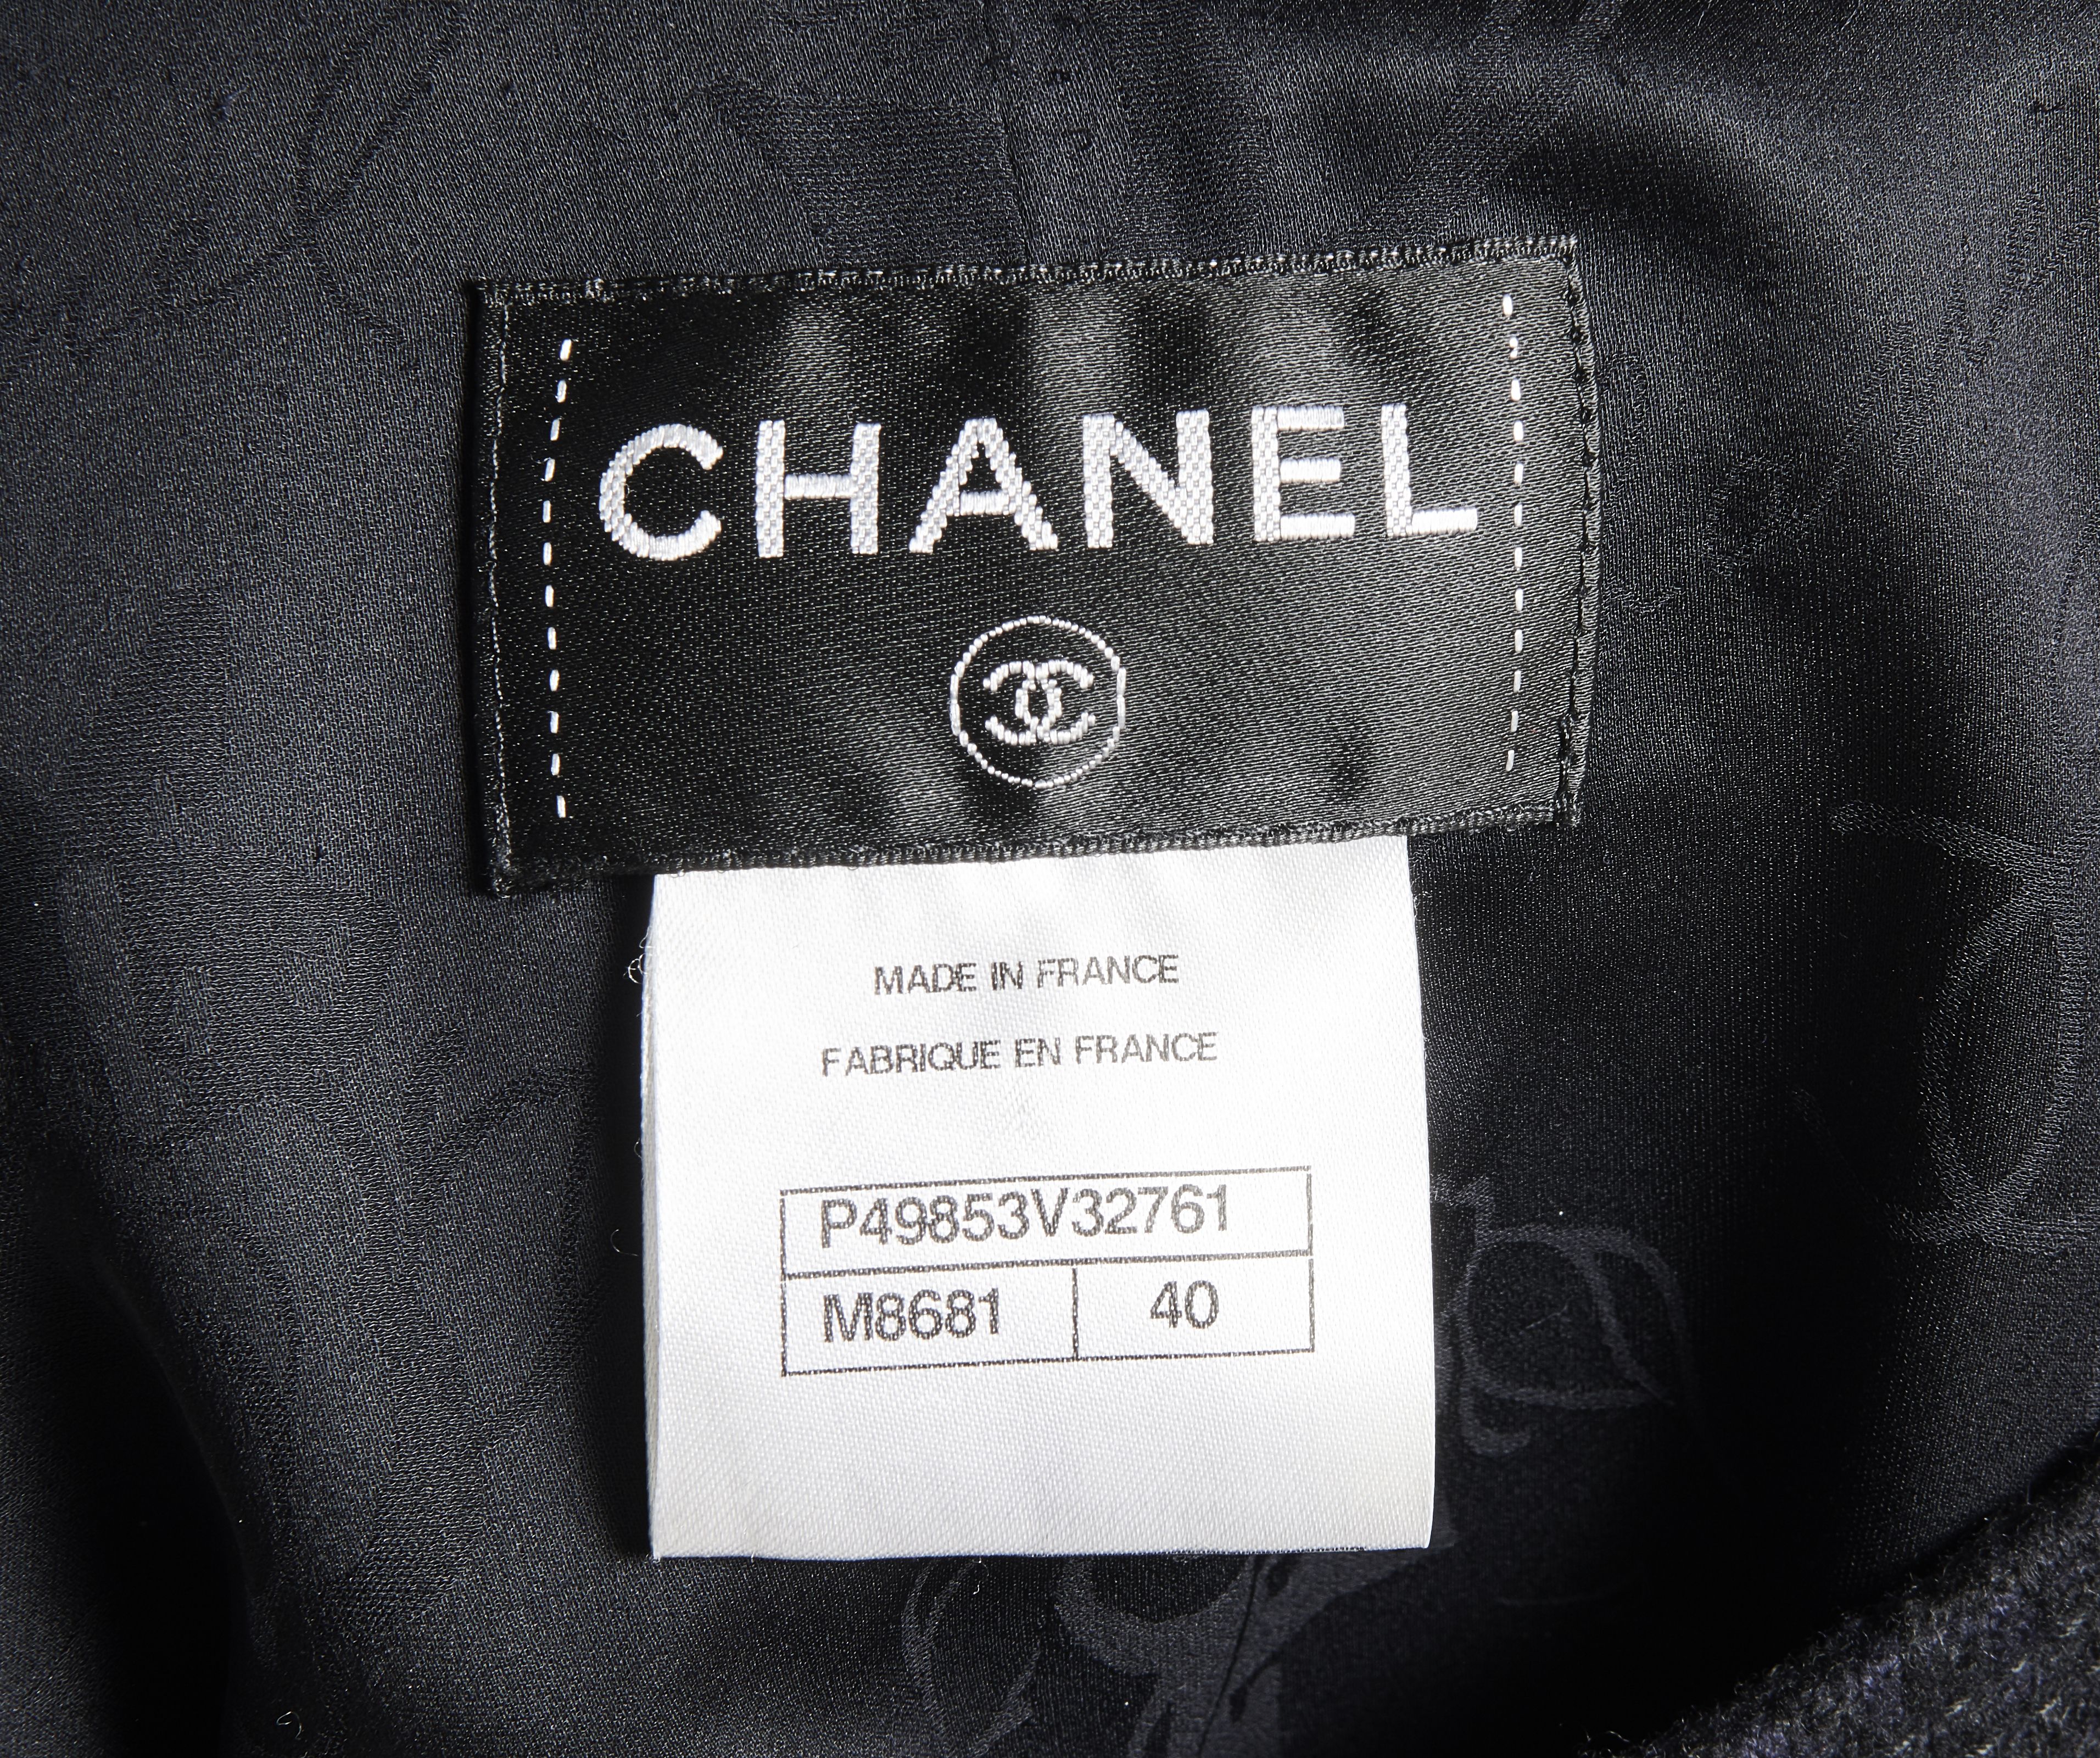 CHANEL
MADE IN FRANCE
FABRIQUE EN FRANCE
P49853V32761
M8681 40